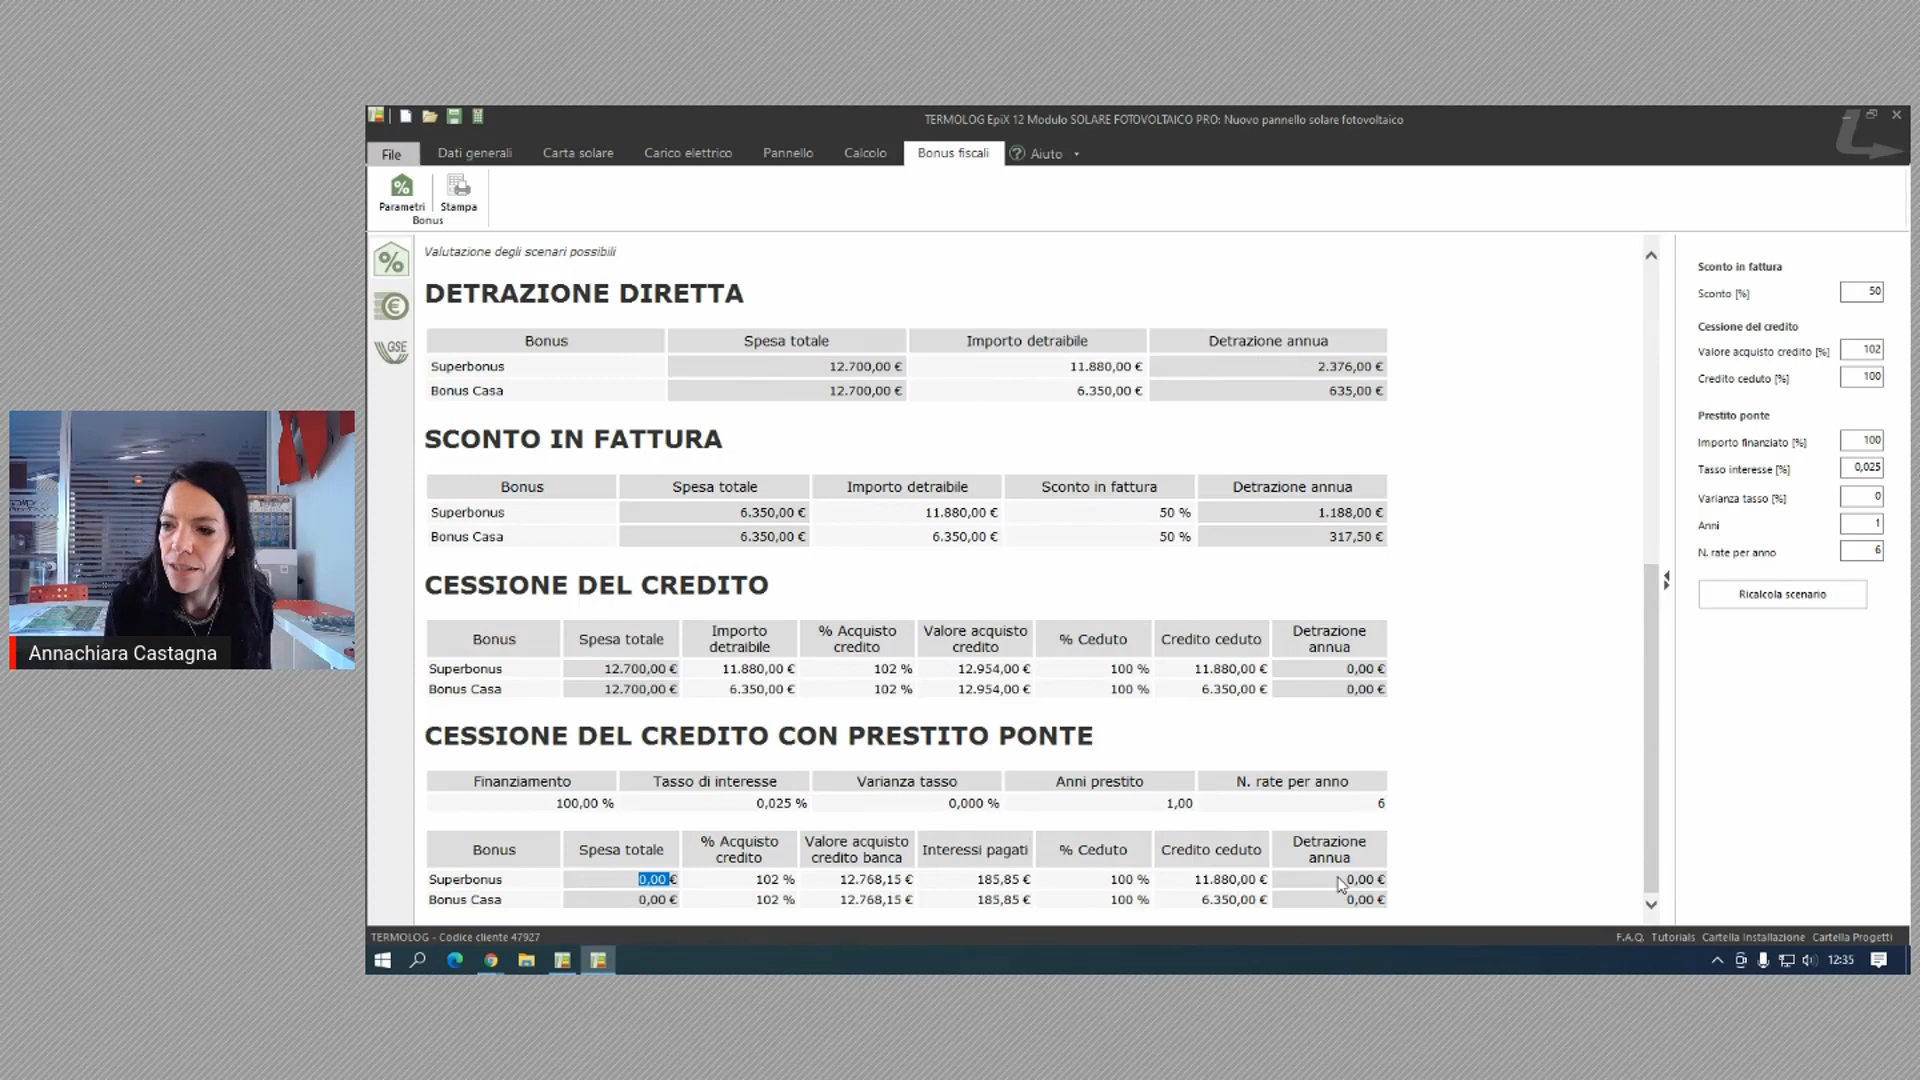 TERMOLOG EpiX 12 Modulo SOLARE FOTOVOLTAICO PRO: Nuovo pannello solare fotovoltaico
File Dati generali Carta solare Carico elettrico Pannello Calcolo Bonus fiscali Aiuto
Parametri Stampa
Bonus
GSE
Valutazione degli scenari possibili
DETRAZIONE DIRETTA
Bonus Spesa totale Importo detraibile Detrazione annua
Superbonus 12.700,00 € 11.880,00 € 2.376,00 €
Bonus Casa 12.700,00 € 6.350,00 € 635,00 €
SCONTO IN FATTURA
Bonus Spesa totale Importo detraibile Sconto in fattura Detrazione annua
Superbonus 6.350,00 € 11.880,00 € 50 % 1.188,00 €
Bonus Casa 6.350,00 € 6.350,00 € 50 % 317,50 €
CESSIONE DEL CREDITO
Bonus Spesa totale Importo detraibile % Acquisto credito Valore acquisto credito % Ceduto Credito ceduto Detrazione annua
Superbonus 12.700,00 € 11.880,00 € 102 % 12.954,00 € 100 % 11.880,00 € 0,00 €
Bonus Casa 12.700,00 € 6.350,00 € 102 % 12.954,00 € 100 % 6.350,00 € 0,00 €
CESSIONE DEL CREDITO CON PRESTITO PONTE
Finanziamento Tasso di interesse Varianza tasso Anni prestito N. rate per anno
100,00 % 0,025 % 0,000 % 1,00 6
Bonus Spesa totale % Acquisto credito Valore acquisto credito banca Interessi pagati % Ceduto Credito ceduto Detrazione annua
Superbonus 0,00 € 102 % 12.768,15 € 185,85 € 100 % 11.880,00 € 0,00 €
Bonus Casa 0,00 € 102 % 12.768,15 € 185,85 € 100 % 6.350,00 € 0,00 €
Sconto in fattura
Sconto [%] 50
Cessione del credito
Valore acquisto credito [%] 102
Credito ceduto [%] 100
Prestito ponte
Importo finanziato [%] 100
Tasso interesse [%] 0,025
Varianza tasso [%] 0
Anni 1
N. rate per anno 6
Ricalcola scenario
Annachiara Castagna
TERMOLOG - Codice cliente 47927
F.A.Q. Tutorials Cartella Installazione Cartella Progetti
12:35